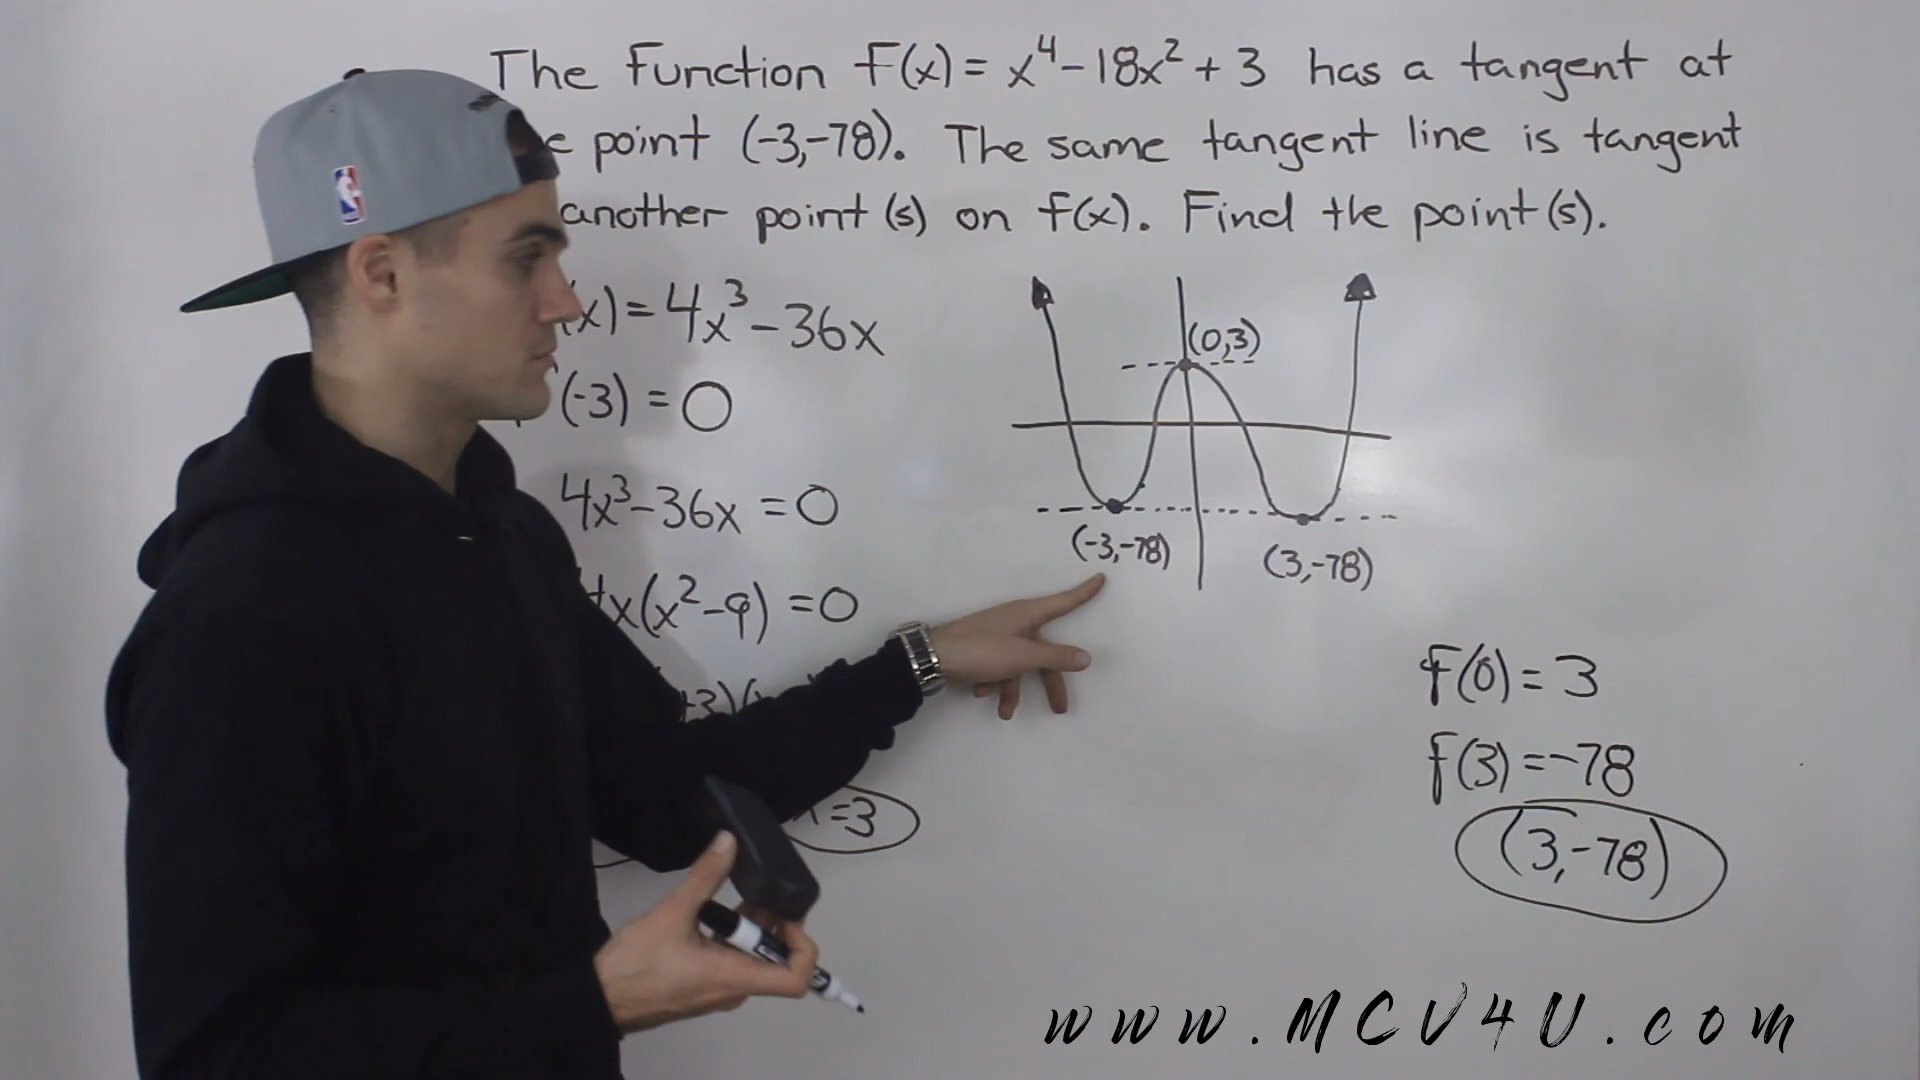 The function f(x) = x⁴ - 18x² + 3 has a tangent at
point (-3,-78). The same tangent line is tangent
another point(s) on f(x). Find the point(s).
(x) = 4x³ - 36x
(-3) = 0
4x³ - 36x = 0
4x(x² - 9) = 0
+3)(
x = 3
(0,3)
(-3,-78)
(3,-78)
f(0) = 3
f(3) = -78
(3,-78)
www.MCV4U.com